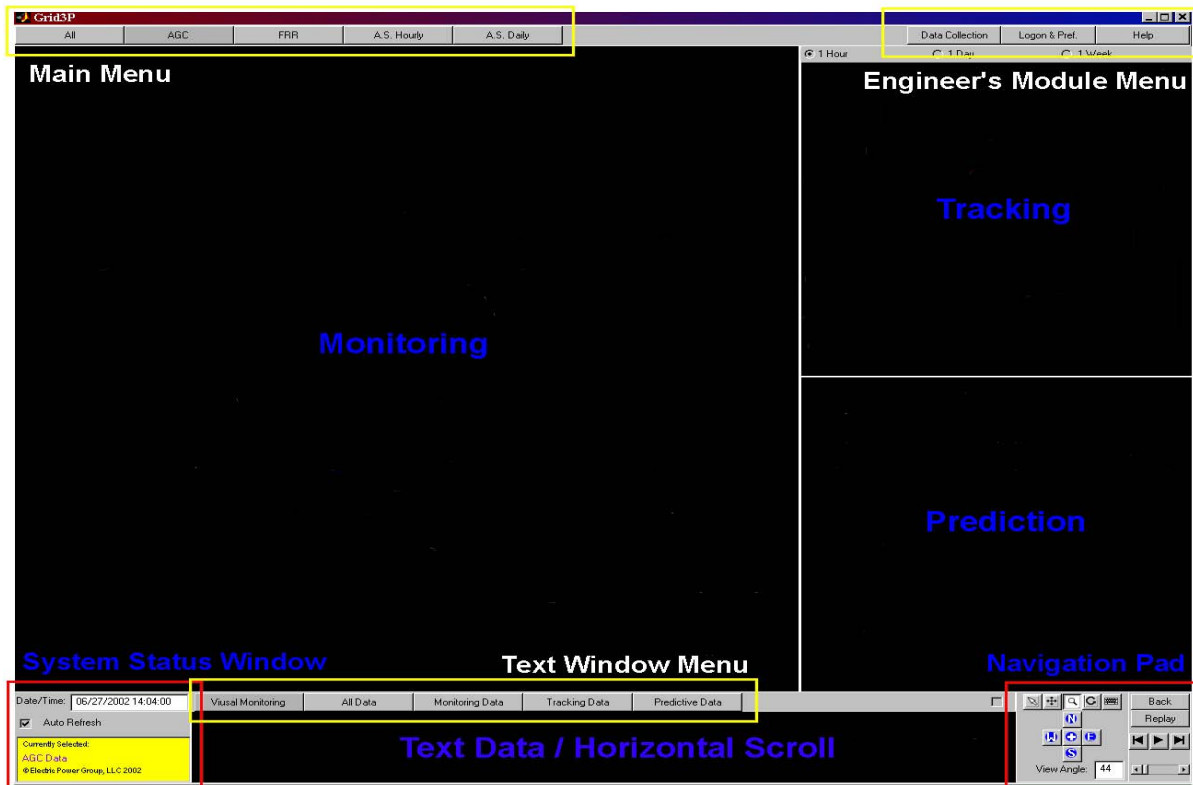 Grid3P
All AGC FRR A.S. Hourly A.S. Daily
Data Collection Logon & Pref. Help
1 Hour 1 Day 1 Week
Main Menu
Engineer's Module Menu
Tracking
Monitoring
Prediction
System Status Window
Text Window Menu
Navigation Pad
Date/Time: 06/27/2002 14:04:00
Viusal Monitoring All Data Monitoring Data Tracking Data Predictive Data
Back
Auto Refresh
Replay
N
W E
S
Currently Selected:
AGC Data
© Electric Power Group, LLC 2002
Text Data / Horizontal Scroll
View Angle: 44